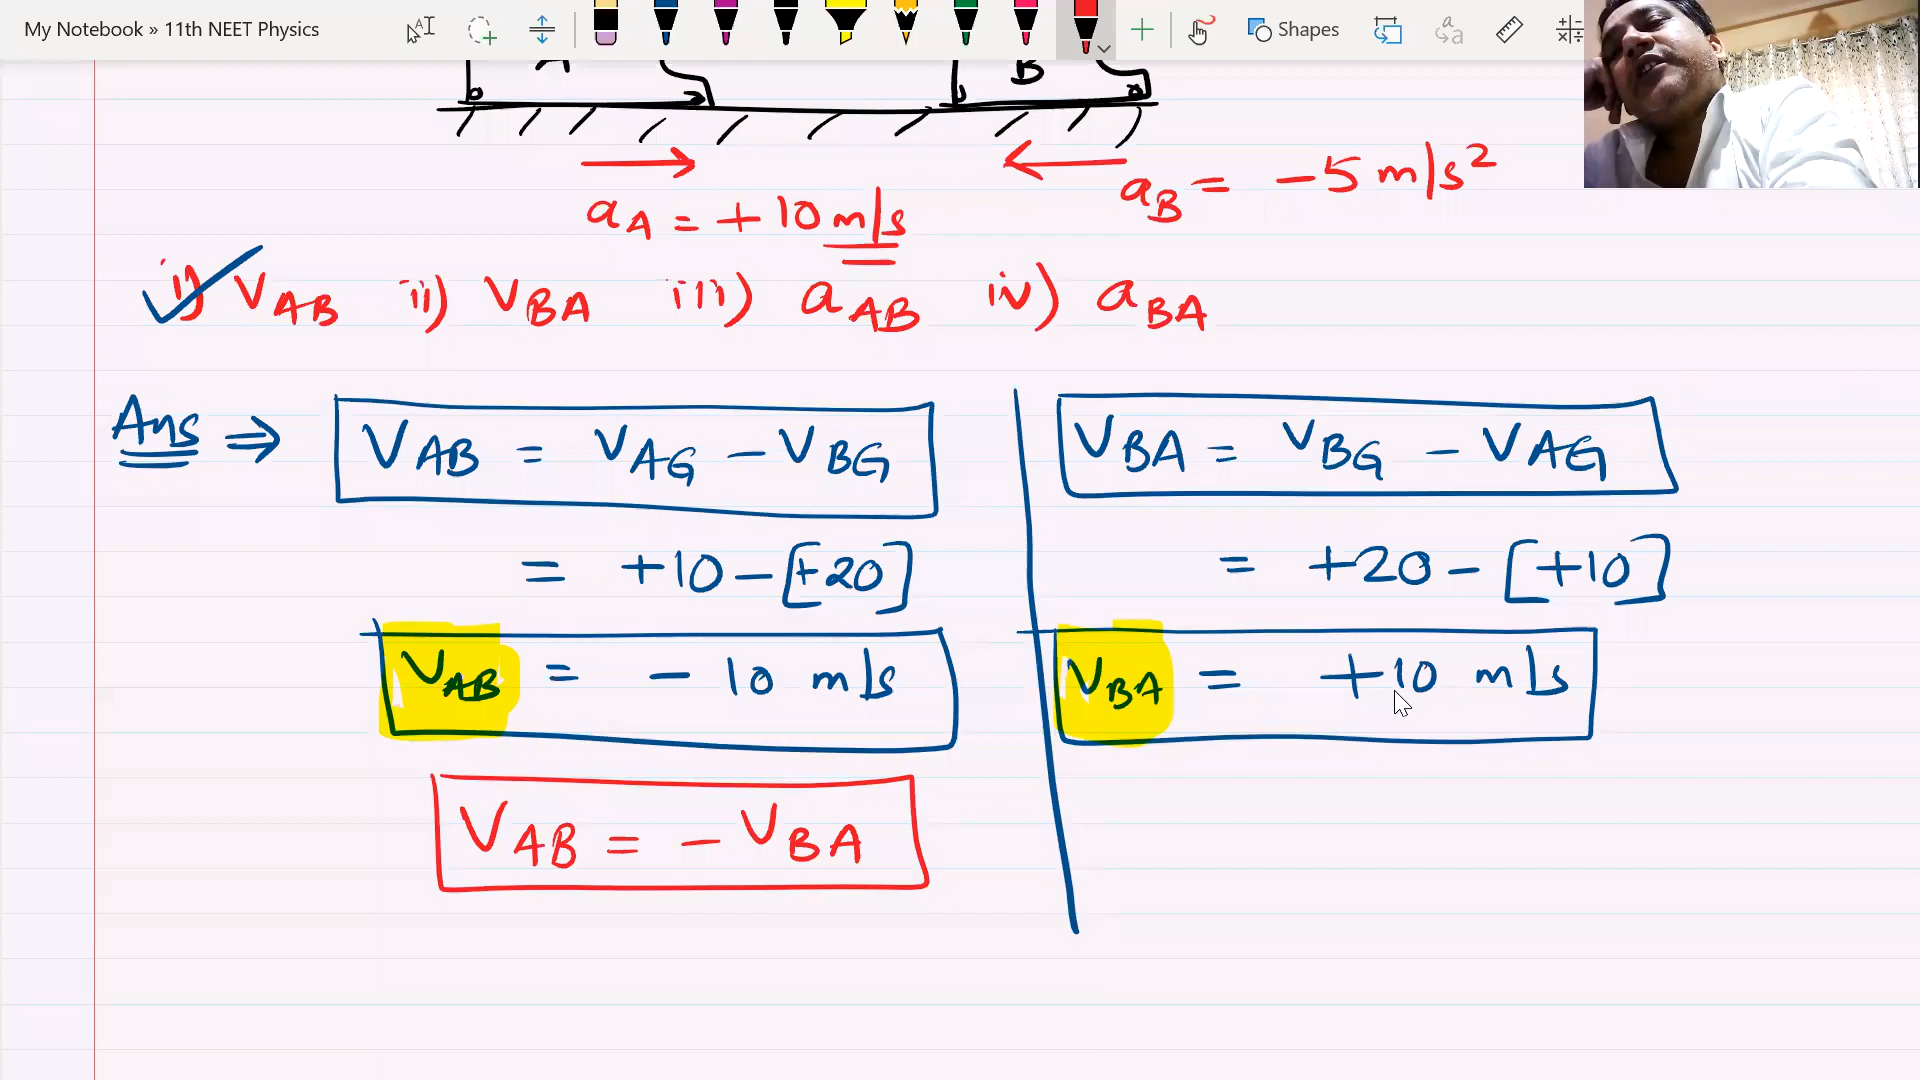 My Notebook » 11th NEET Physics
Shapes
A B
aA = +10 m/s
aB = -5 m/s²
i) VAB ii) VBA iii) aAB iv) aBA
Ans ⇒ VAB = VAG - VBG
= +10 - [+20]
VAB = - 10 m/s
VAB = - VBA
VBA = VBG - VAG
= +20 - [+10]
VBA = +10 m/s